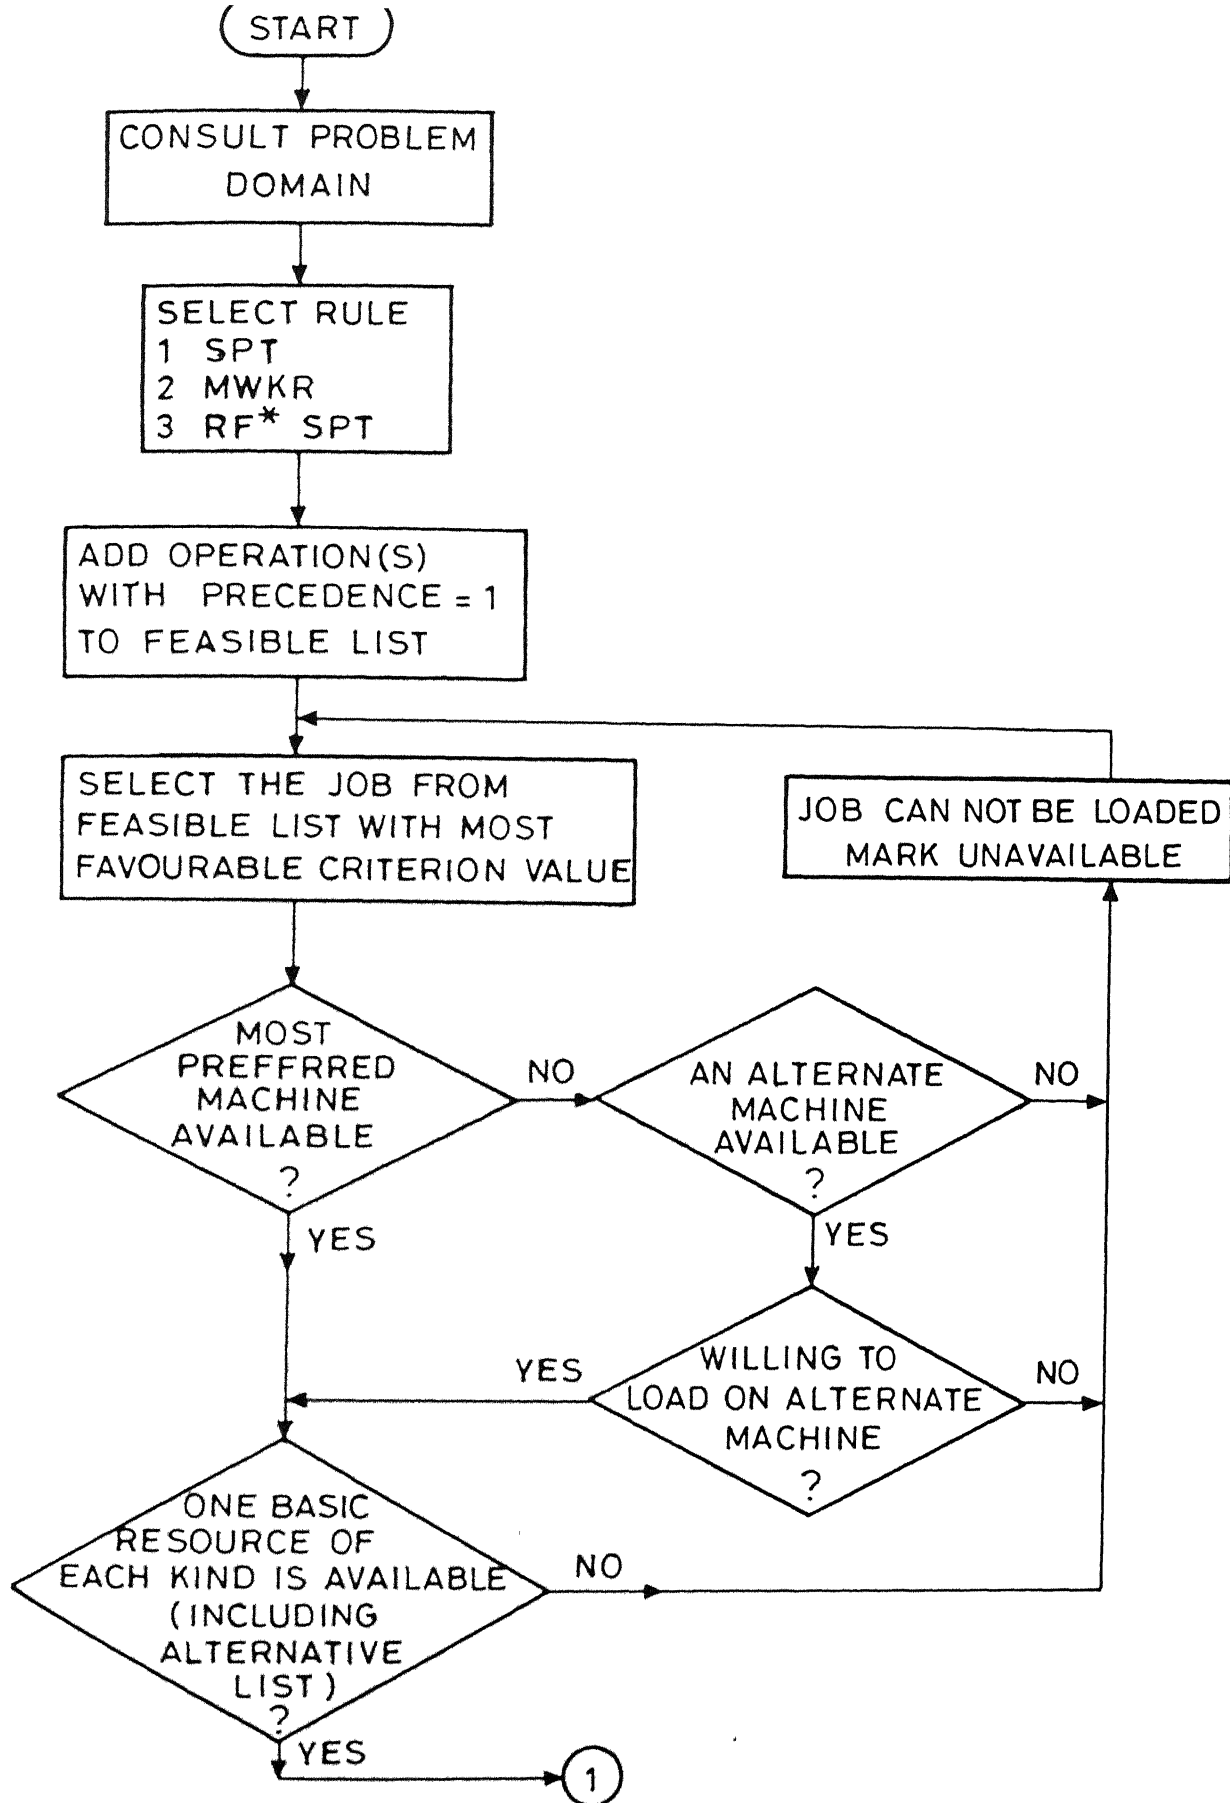 START
CONSULT PROBLEM
DOMAIN
SELECT RULE
1 SPT
2 MWKR
3 RF* SPT
ADD OPERATION(S)
WITH PRECEDENCE = 1
TO FEASIBLE LIST
SELECT THE JOB FROM
FEASIBLE LIST WITH MOST
FAVOURABLE CRITERION VALUE
JOB CAN NOT BE LOADED
MARK UNAVAILABLE
MOST
PREFFRRED
MACHINE
AVAILABLE
?
NO
AN ALTERNATE
MACHINE
AVAILABLE
?
NO
YES
YES
WILLING TO
LOAD ON ALTERNATE
MACHINE
?
YES
NO
ONE BASIC
RESOURCE OF
EACH KIND IS AVAILABLE
(INCLUDING
ALTERNATIVE
LIST)
?
NO
YES
1